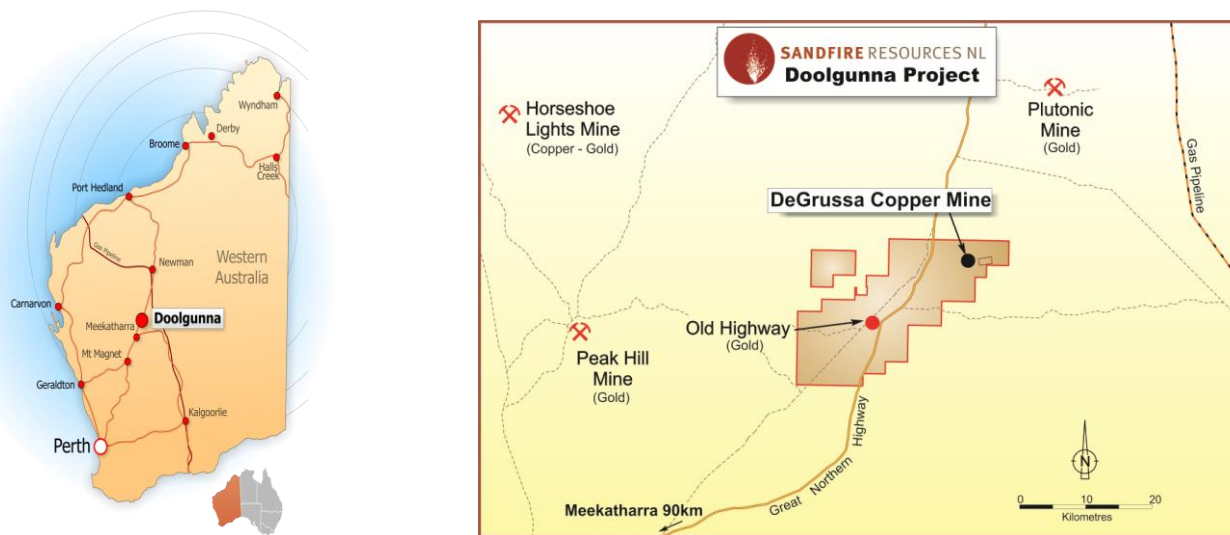 Wyndham
Derby
Broome
Halls
Creek
Port Hedland
Gas Pipeline
Newman
Western
Australia
Carnarvon
Doolgunna
Meekatharra
Mt Magnet
Geraldton
Kalgoorlie
Perth
SANDFIRE RESOURCES NL
Doolgunna Project
Horseshoe
Lights Mine
(Copper - Gold)
Plutonic
Mine
(Gold)
Gas Pipeline
DeGrussa Copper Mine
Old Highway
(Gold)
Peak Hill
Mine
(Gold)
Great Northern Highway
N
Meekatharra 90km
0 10 20
Kilometres